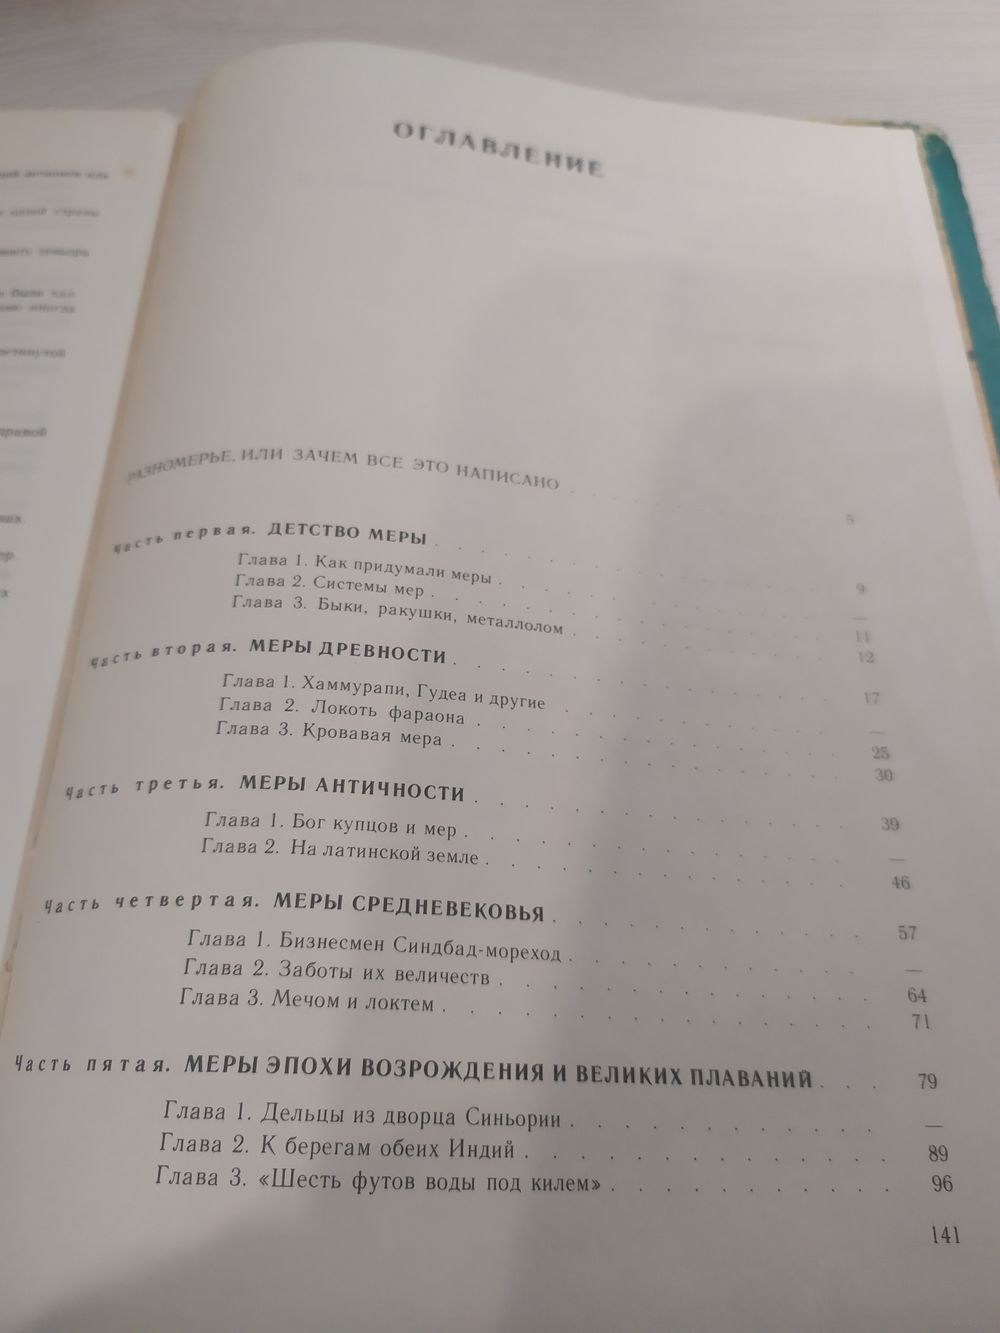 ней
одной страны
были
иногда
правой
ОГЛАВЛЕНИЕ
РАЗНОМЕРЬЕ, ИЛИ ЗАЧЕМ ВСЕ ЭТО НАПИСАНО . . . 5
Часть первая. ДЕТСТВО МЕРЫ . . . 9
Глава 1. Как придумали меры . . . —
Глава 2. Системы мер . . . 11
Глава 3. Быки, ракушки, металлолом . . . 12
Часть вторая. МЕРЫ ДРЕВНОСТИ . . . 17
Глава 1. Хаммурапи, Гудеа и другие . . . —
Глава 2. Локоть фараона . . . 25
Глава 3. Кровавая мера . . . 30
Часть третья. МЕРЫ АНТИЧНОСТИ . . . 39
Глава 1. Бог купцов и мер . . . —
Глава 2. На латинской земле . . . 46
Часть четвертая. МЕРЫ СРЕДНЕВЕКОВЬЯ . . . 57
Глава 1. Бизнесмен Синдбад-мореход . . . —
Глава 2. Заботы их величеств . . . 64
Глава 3. Мечом и локтем . . . 71
Часть пятая. МЕРЫ ЭПОХИ ВОЗРОЖДЕНИЯ И ВЕЛИКИХ ПЛАВАНИЙ . . . 79
Глава 1. Дельцы из дворца Синьории . . . —
Глава 2. К берегам обеих Индий . . . 89
Глава 3. «Шесть футов воды под килем» . . . 96
141